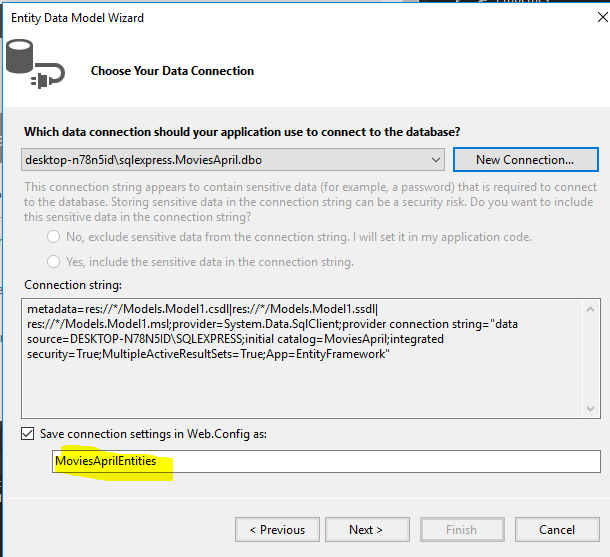 Entity Data Model Wizard
Choose Your Data Connection
Which data connection should your application use to connect to the database?
desktop-n78n5id\sqlexpress.MoviesApril.dbo
New Connection...
This connection string appears to contain sensitive data (for example, a password) that is required to connect
to the database. Storing sensitive data in the connection string can be a security risk. Do you want to include
this sensitive data in the connection string?
No, exclude sensitive data from the connection string. I will set it in my application code.
Yes, include the sensitive data in the connection string.
Connection string:
metadata=res://*/Models.Model1.csdl|res://*/Models.Model1.ssdl|
res://*/Models.Model1.msl;provider=System.Data.SqlClient;provider connection string="data
source=DESKTOP-N78N5ID\SQLEXPRESS;initial catalog=MoviesApril;integrated
security=True;MultipleActiveResultSets=True;App=EntityFramework"
Save connection settings in Web.Config as:
MoviesAprilEntities
< Previous
Next >
Finish
Cancel